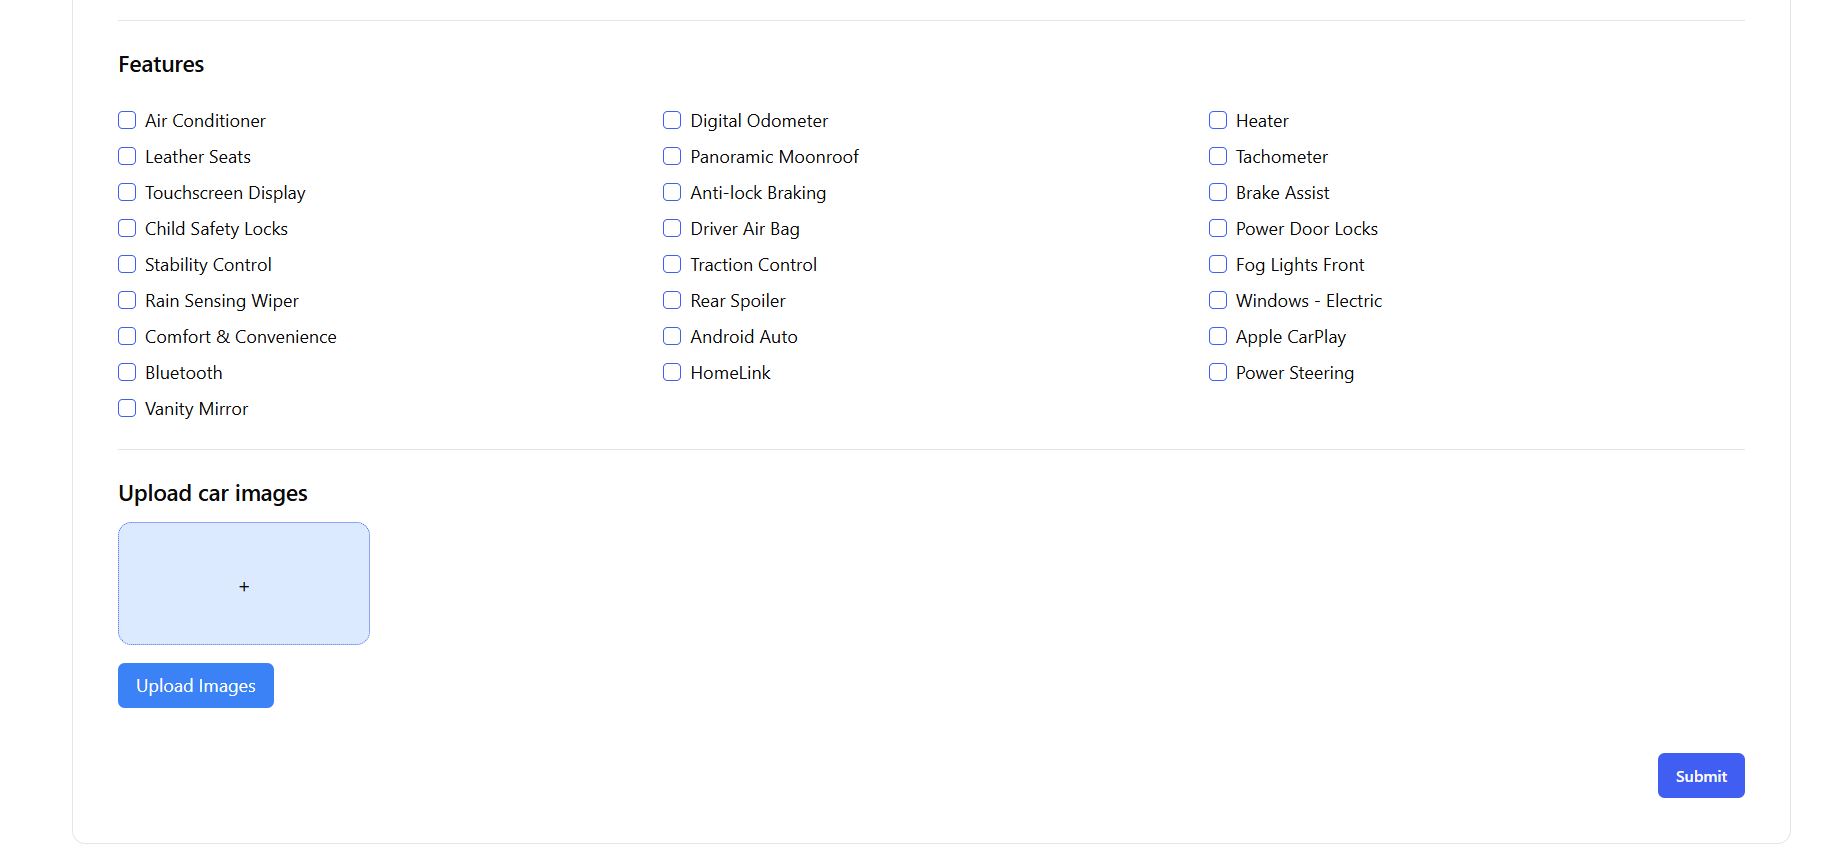 Features
Air Conditioner
Digital Odometer
Heater
Leather Seats
Panoramic Moonroof
Tachometer
Touchscreen Display
Anti-lock Braking
Brake Assist
Child Safety Locks
Driver Air Bag
Power Door Locks
Stability Control
Traction Control
Fog Lights Front
Rain Sensing Wiper
Rear Spoiler
Windows - Electric
Comfort & Convenience
Android Auto
Apple CarPlay
Bluetooth
HomeLink
Power Steering
Vanity Mirror
Upload car images
+
Upload Images
Submit